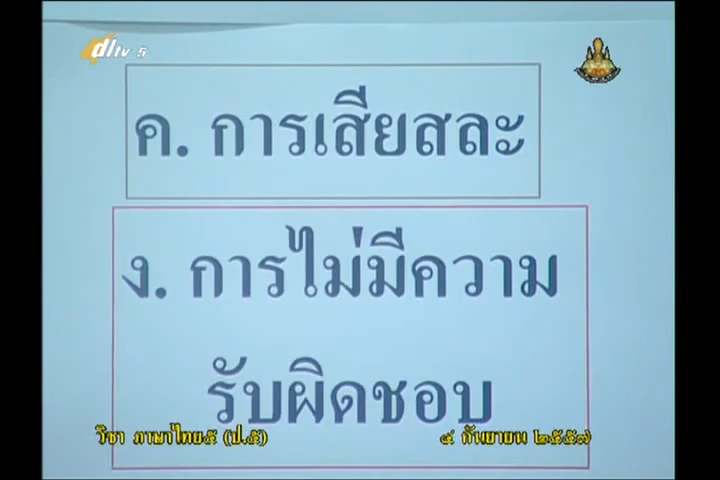 dltv 5
ค. การเสียสละ
ง. การไม่มีความ
รับผิดชอบ
วิชา ภาษาไทย๕ (ป.๕)
๔ กันยายน ๒๕๕๗